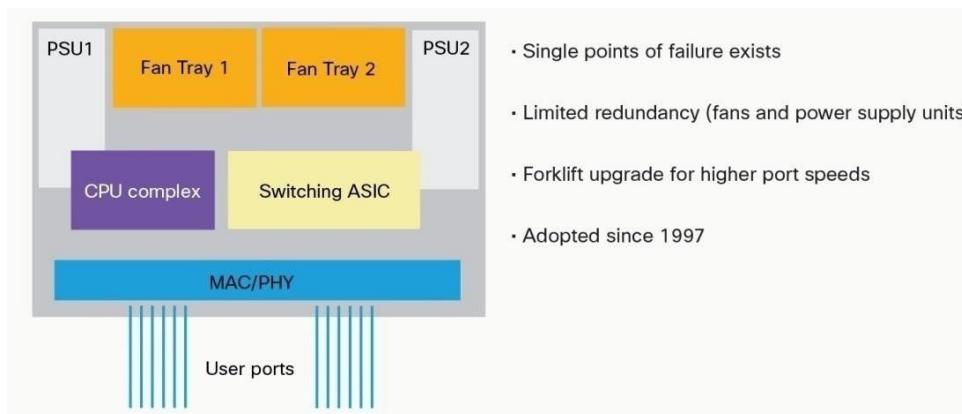 PSU1
Fan Tray 1
Fan Tray 2
PSU2
CPU complex
Switching ASIC
MAC/PHY
User ports
· Single points of failure exists
· Limited redundancy (fans and power supply units
· Forklift upgrade for higher port speeds
· Adopted since 1997